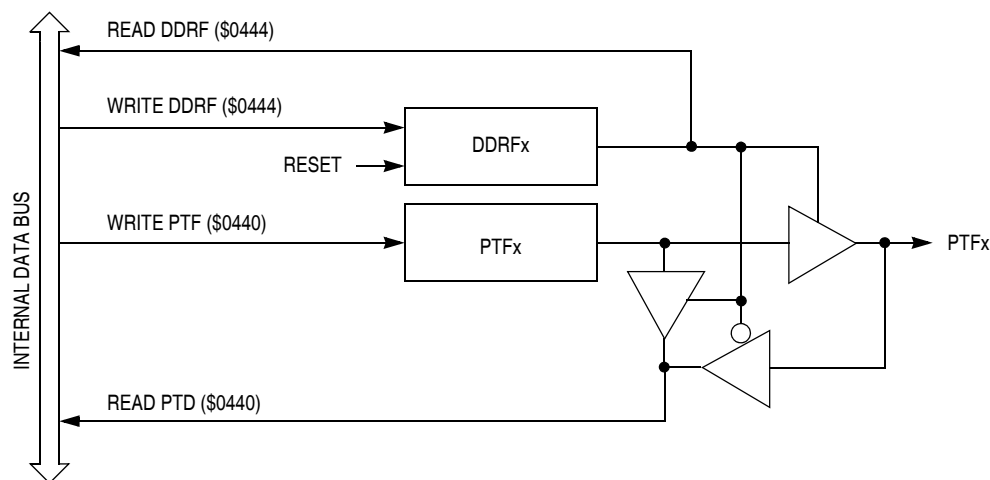 READ DDRF ($0444)
WRITE DDRF ($0444)
DDRFx
RESET
INTERNAL DATA BUS
WRITE PTF ($0440)
PTFx
PTFx
READ PTD ($0440)